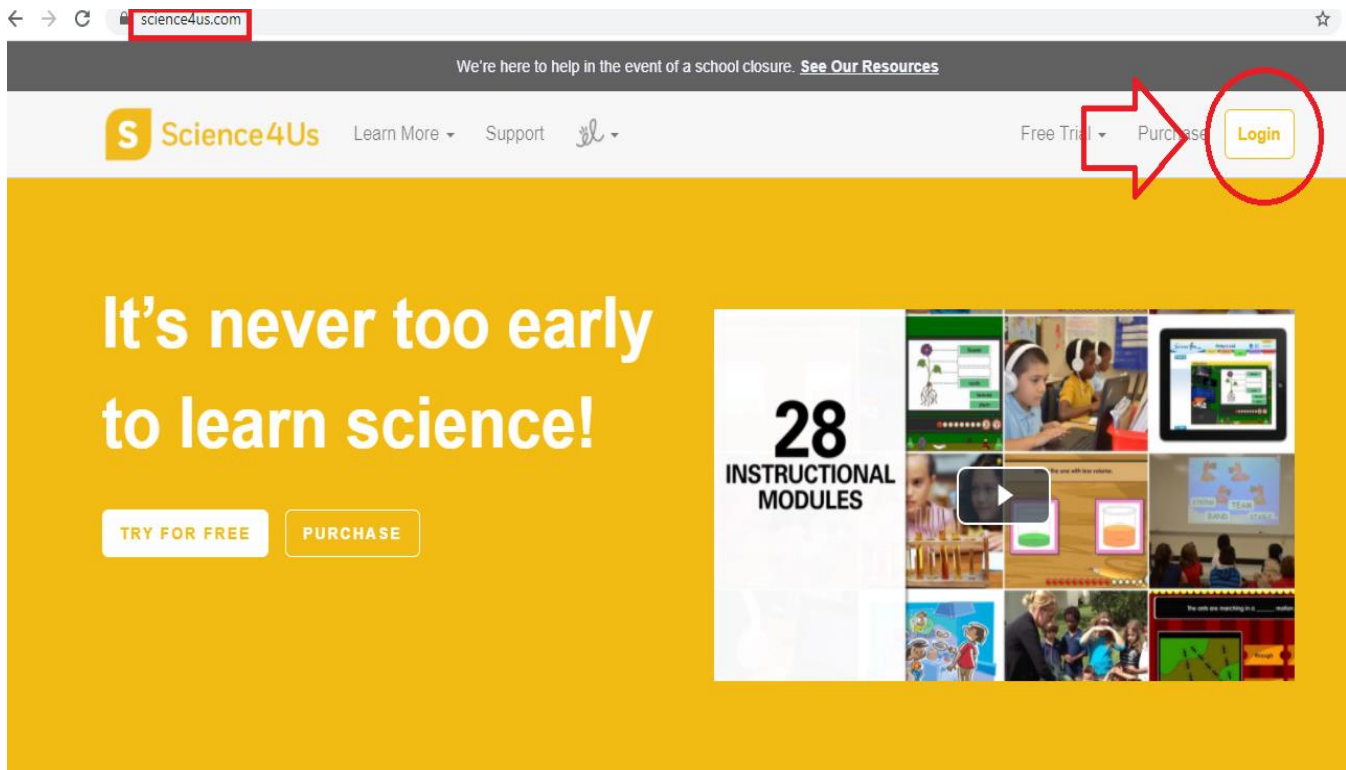 science4us.com
We're here to help in the event of a school closure. See Our Resources
S Science4Us Learn More Support Free Trial Purchase Login
It's never too early
to learn science!
28
INSTRUCTIONAL
MODULES
TRY FOR FREE PURCHASE